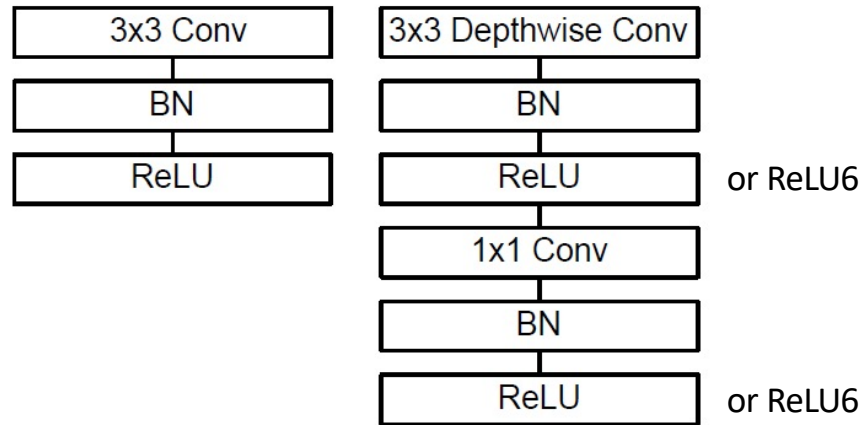 3x3 Conv
BN
ReLU
3x3 Depthwise Conv
BN
ReLU or ReLU6
1x1 Conv
BN
ReLU or ReLU6